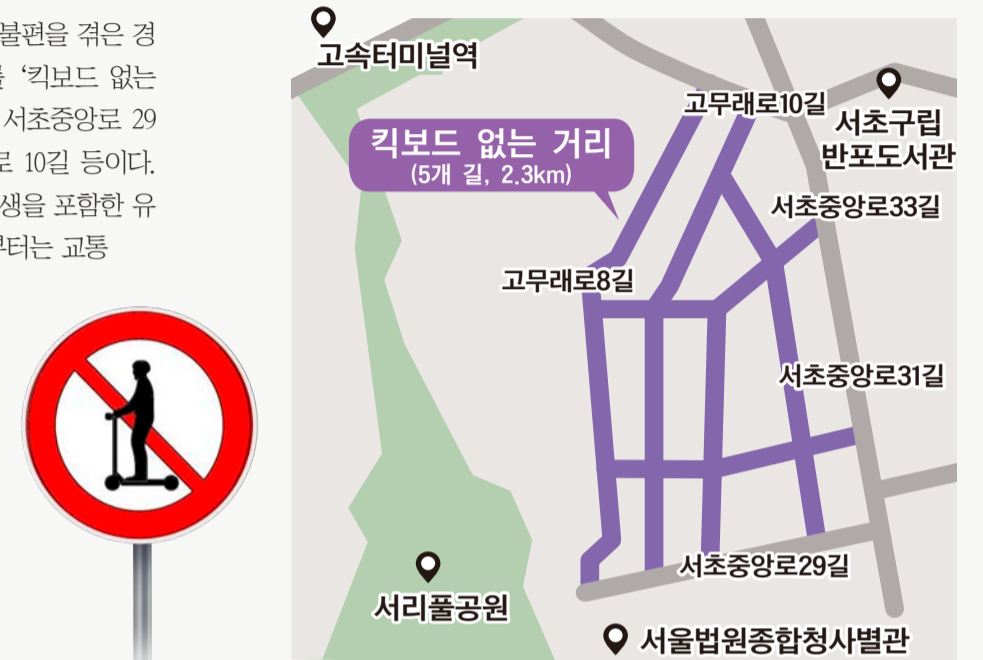 불편을 겪은 경
를 ‘킥보드 없는
서초중앙로 29
로 10길 등이다.
생을 포함한 유
부터는 교통
고속터미널역
고무래로10길
서초구립
반포도서관
킥보드 없는 거리
(5개 길, 2.3km)
서초중앙로33길
고무래로8길
서초중앙로31길
서초중앙로29길
서리풀공원
서울법원종합청사별관